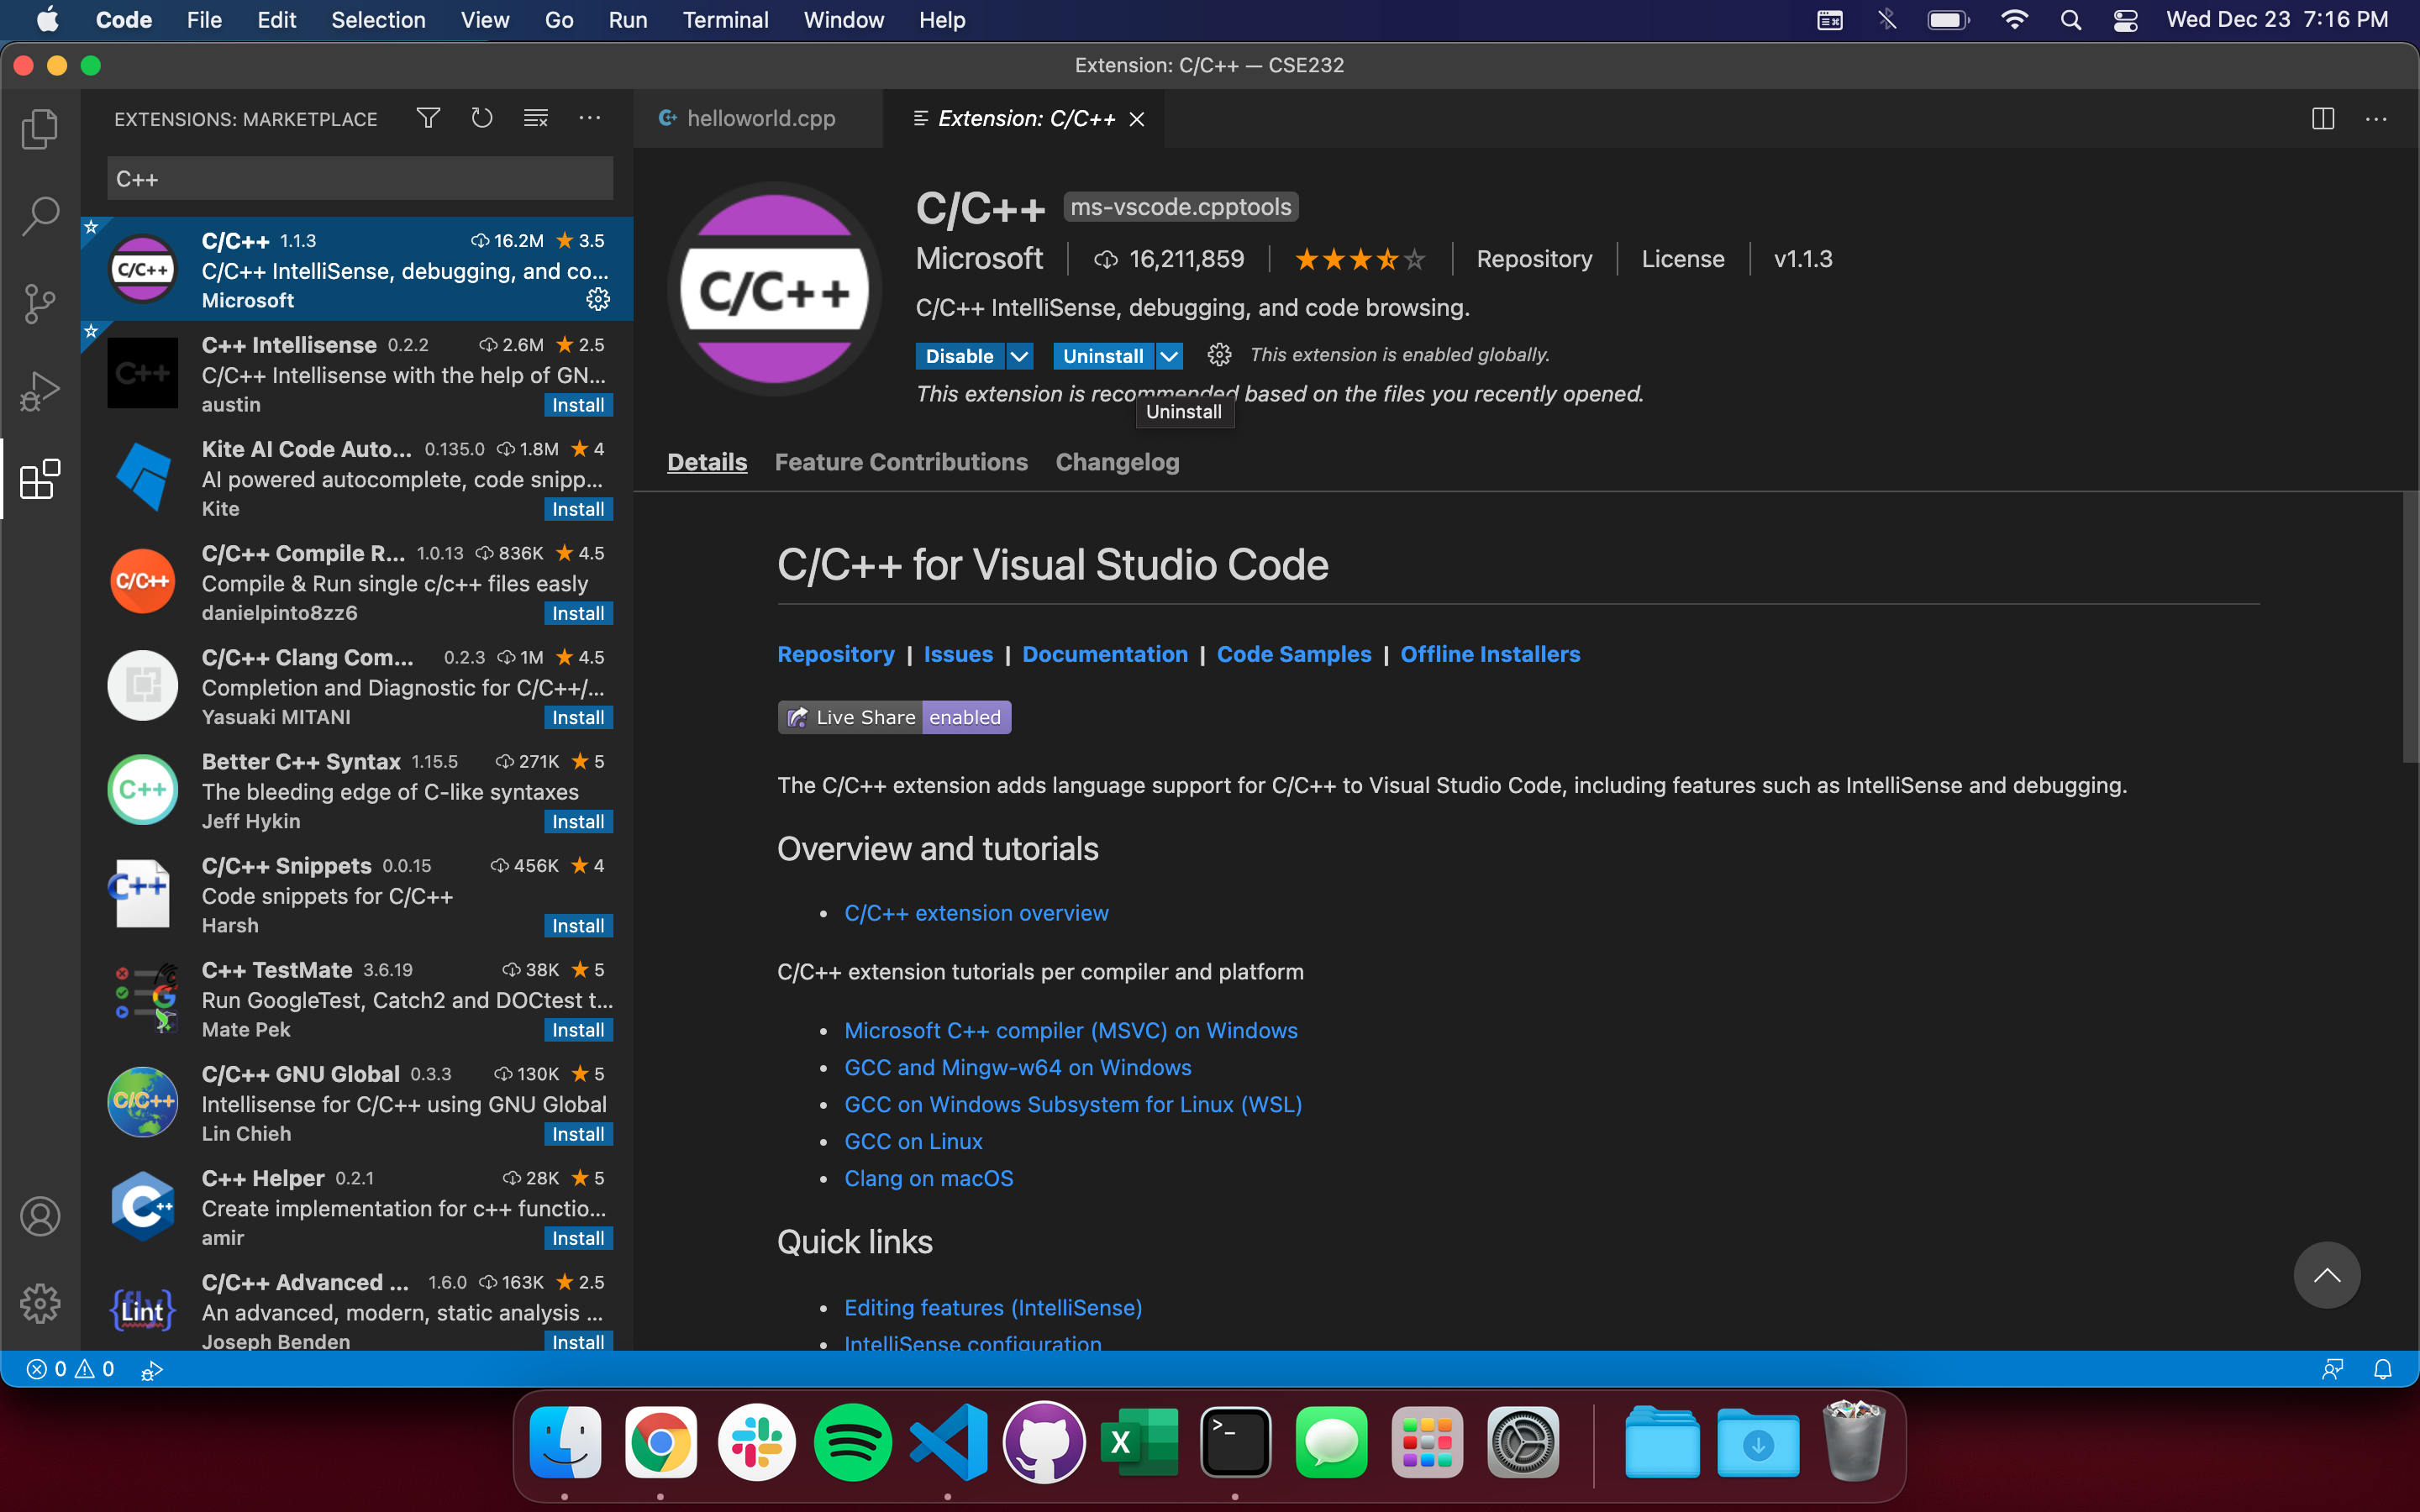 Code File Edit Selection View Go Run Terminal Window Help Wed Dec 23 7:16 PM
Extension: C/C++ — CSE232
EXTENSIONS: MARKETPLACE
C++
C/C++ 1.1.3 16.2M 3.5
C/C++ IntelliSense, debugging, and co...
Microsoft
C++ Intellisense 0.2.2 2.6M 2.5
C/C++ Intellisense with the help of GN...
austin Install
Kite AI Code Auto... 0.135.0 1.8M 4
AI powered autocomplete, code snipp...
Kite Install
C/C++ Compile R... 1.0.13 836K 4.5
Compile & Run single c/c++ files easly
danielpinto8zz6 Install
C/C++ Clang Com... 0.2.3 1M 4.5
Completion and Diagnostic for C/C++/...
Yasuaki MITANI Install
Better C++ Syntax 1.15.5 271K 5
The bleeding edge of C-like syntaxes
Jeff Hykin Install
C/C++ Snippets 0.0.15 456K 4
Code snippets for C/C++
Harsh Install
C++ TestMate 3.6.19 38K 5
Run GoogleTest, Catch2 and DOCtest t...
Mate Pek Install
C/C++ GNU Global 0.3.3 130K 5
Intellisense for C/C++ using GNU Global
Lin Chieh Install
C++ Helper 0.2.1 28K 5
Create implementation for c++ functio...
amir Install
C/C++ Advanced ... 1.6.0 163K 2.5
An advanced, modern, static analysis ...
Joseph Benden Install
C/C++
C++
C/C++
C++
C++
C/C++
C++
{fly
Lint}
helloworld.cpp Extension: C/C++
C/C++
C/C++ ms-vscode.cpptools
Microsoft 16,211,859 Repository License v1.1.3
C/C++ IntelliSense, debugging, and code browsing.
Disable Uninstall This extension is enabled globally.
This extension is recommended based on the files you recently opened.
Uninstall
Details Feature Contributions Changelog
C/C++ for Visual Studio Code
Repository | Issues | Documentation | Code Samples | Offline Installers
Live Share enabled
The C/C++ extension adds language support for C/C++ to Visual Studio Code, including features such as IntelliSense and debugging.
Overview and tutorials
• C/C++ extension overview
C/C++ extension tutorials per compiler and platform
• Microsoft C++ compiler (MSVC) on Windows
• GCC and Mingw-w64 on Windows
• GCC on Windows Subsystem for Linux (WSL)
• GCC on Linux
• Clang on macOS
Quick links
• Editing features (IntelliSense)
• IntelliSense configuration
0 0
X >_